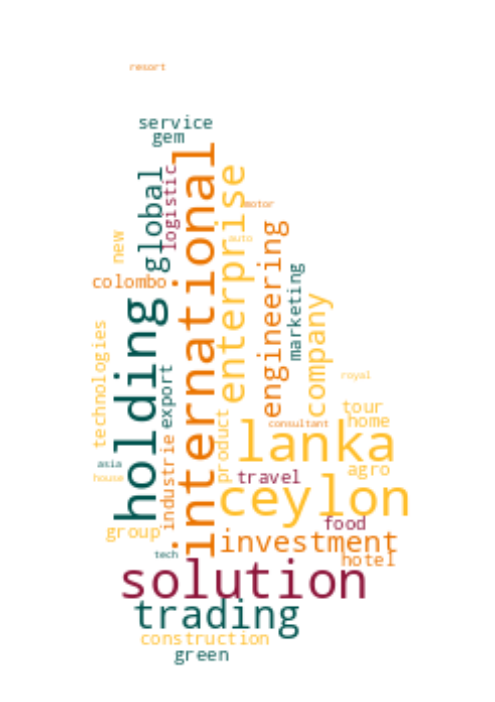 resort
service
gem
international
global
logistic
enterprise
motor
auto
new
colombo
engineering
marketing
company
holding
technologies
export
royal
tour
home
consultant
product
lanka
industrie
asia
house
travel
agro
ceylon
food
group
investment
tech
hotel
solution
trading
construction
green